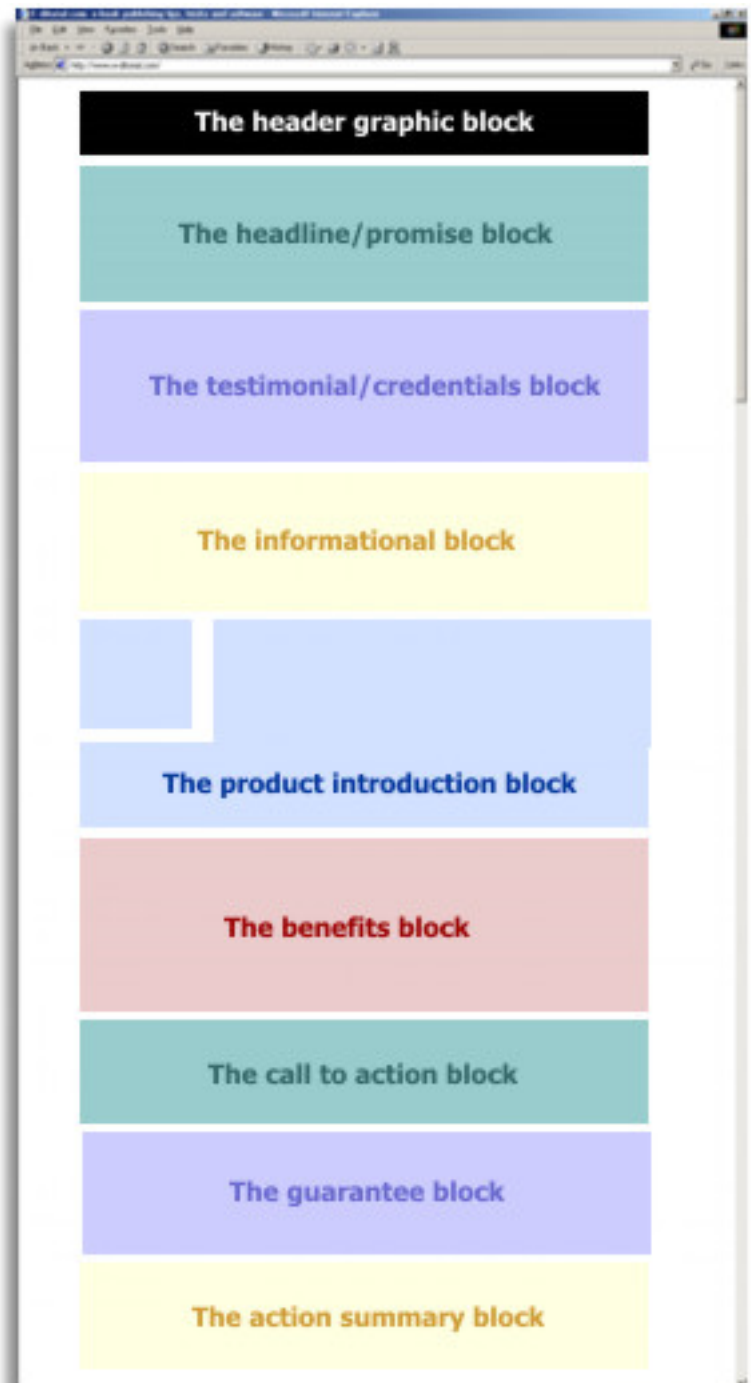 The header graphic block
The headline/promise block
The testimonial/credentials block
The informational block
The product introduction block
The benefits block
The call to action block
The guarantee block
The action summary block